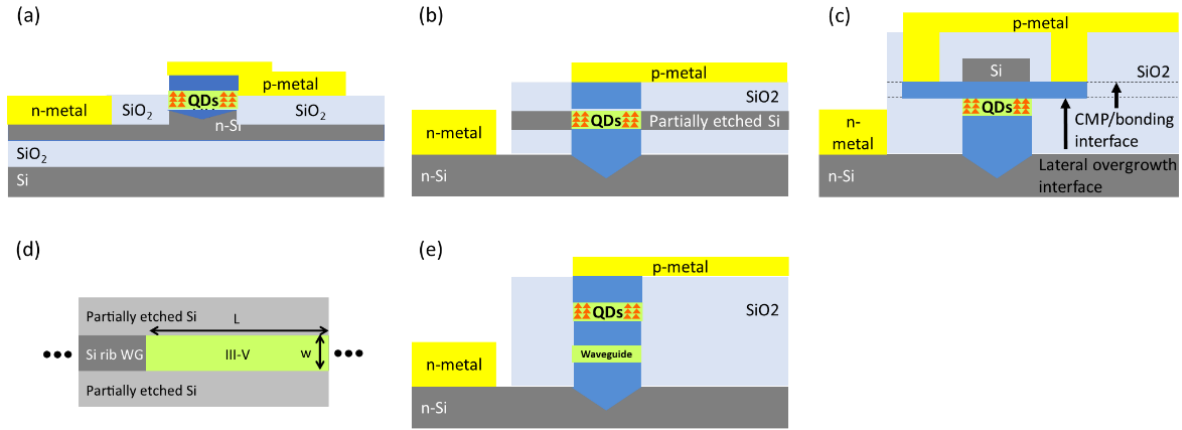 (a)
p-metal
n-metal
SiO₂
QDs
SiO₂
n-Si
SiO₂
Si
(b)
p-metal
SiO2
QDs
Partially etched Si
n-metal
n-Si
(c)
p-metal
Si
SiO2
QDs
CMP/bonding
interface
n-
metal
Lateral overgrowth
interface
n-Si
(d)
Partially etched Si
L
Si rib WG
III-V
w
Partially etched Si
(e)
p-metal
QDs
SiO2
Waveguide
n-metal
n-Si